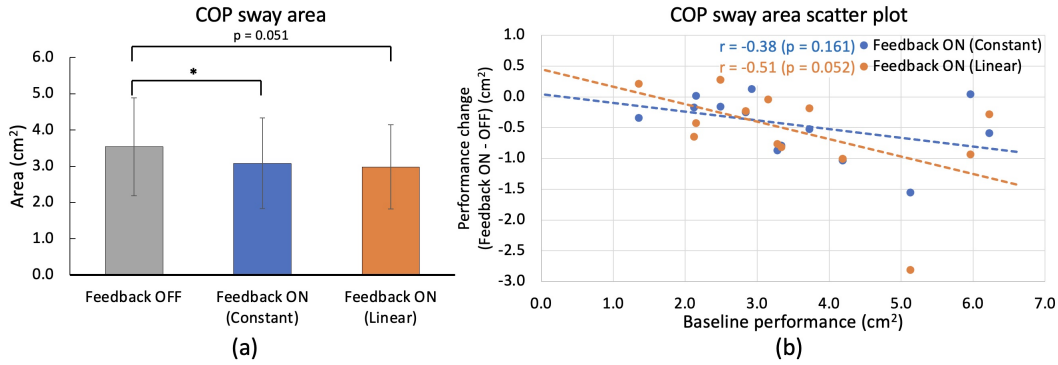 COP sway area
p = 0.051
*
6.0
5.0
4.0
3.0
2.0
1.0
0.0
Area (cm²)
Feedback OFF
Feedback ON
(Constant)
Feedback ON
(Linear)
(a)
COP sway area scatter plot
r = -0.38 (p = 0.161) Feedback ON (Constant)
r = -0.51 (p = 0.052) Feedback ON (Linear)
1.0
0.5
0.0
-0.5
-1.0
-1.5
-2.0
-2.5
-3.0
Performance change
(Feedback ON - OFF) (cm²)
0.0 1.0 2.0 3.0 4.0 5.0 6.0 7.0
Baseline performance (cm²)
(b)